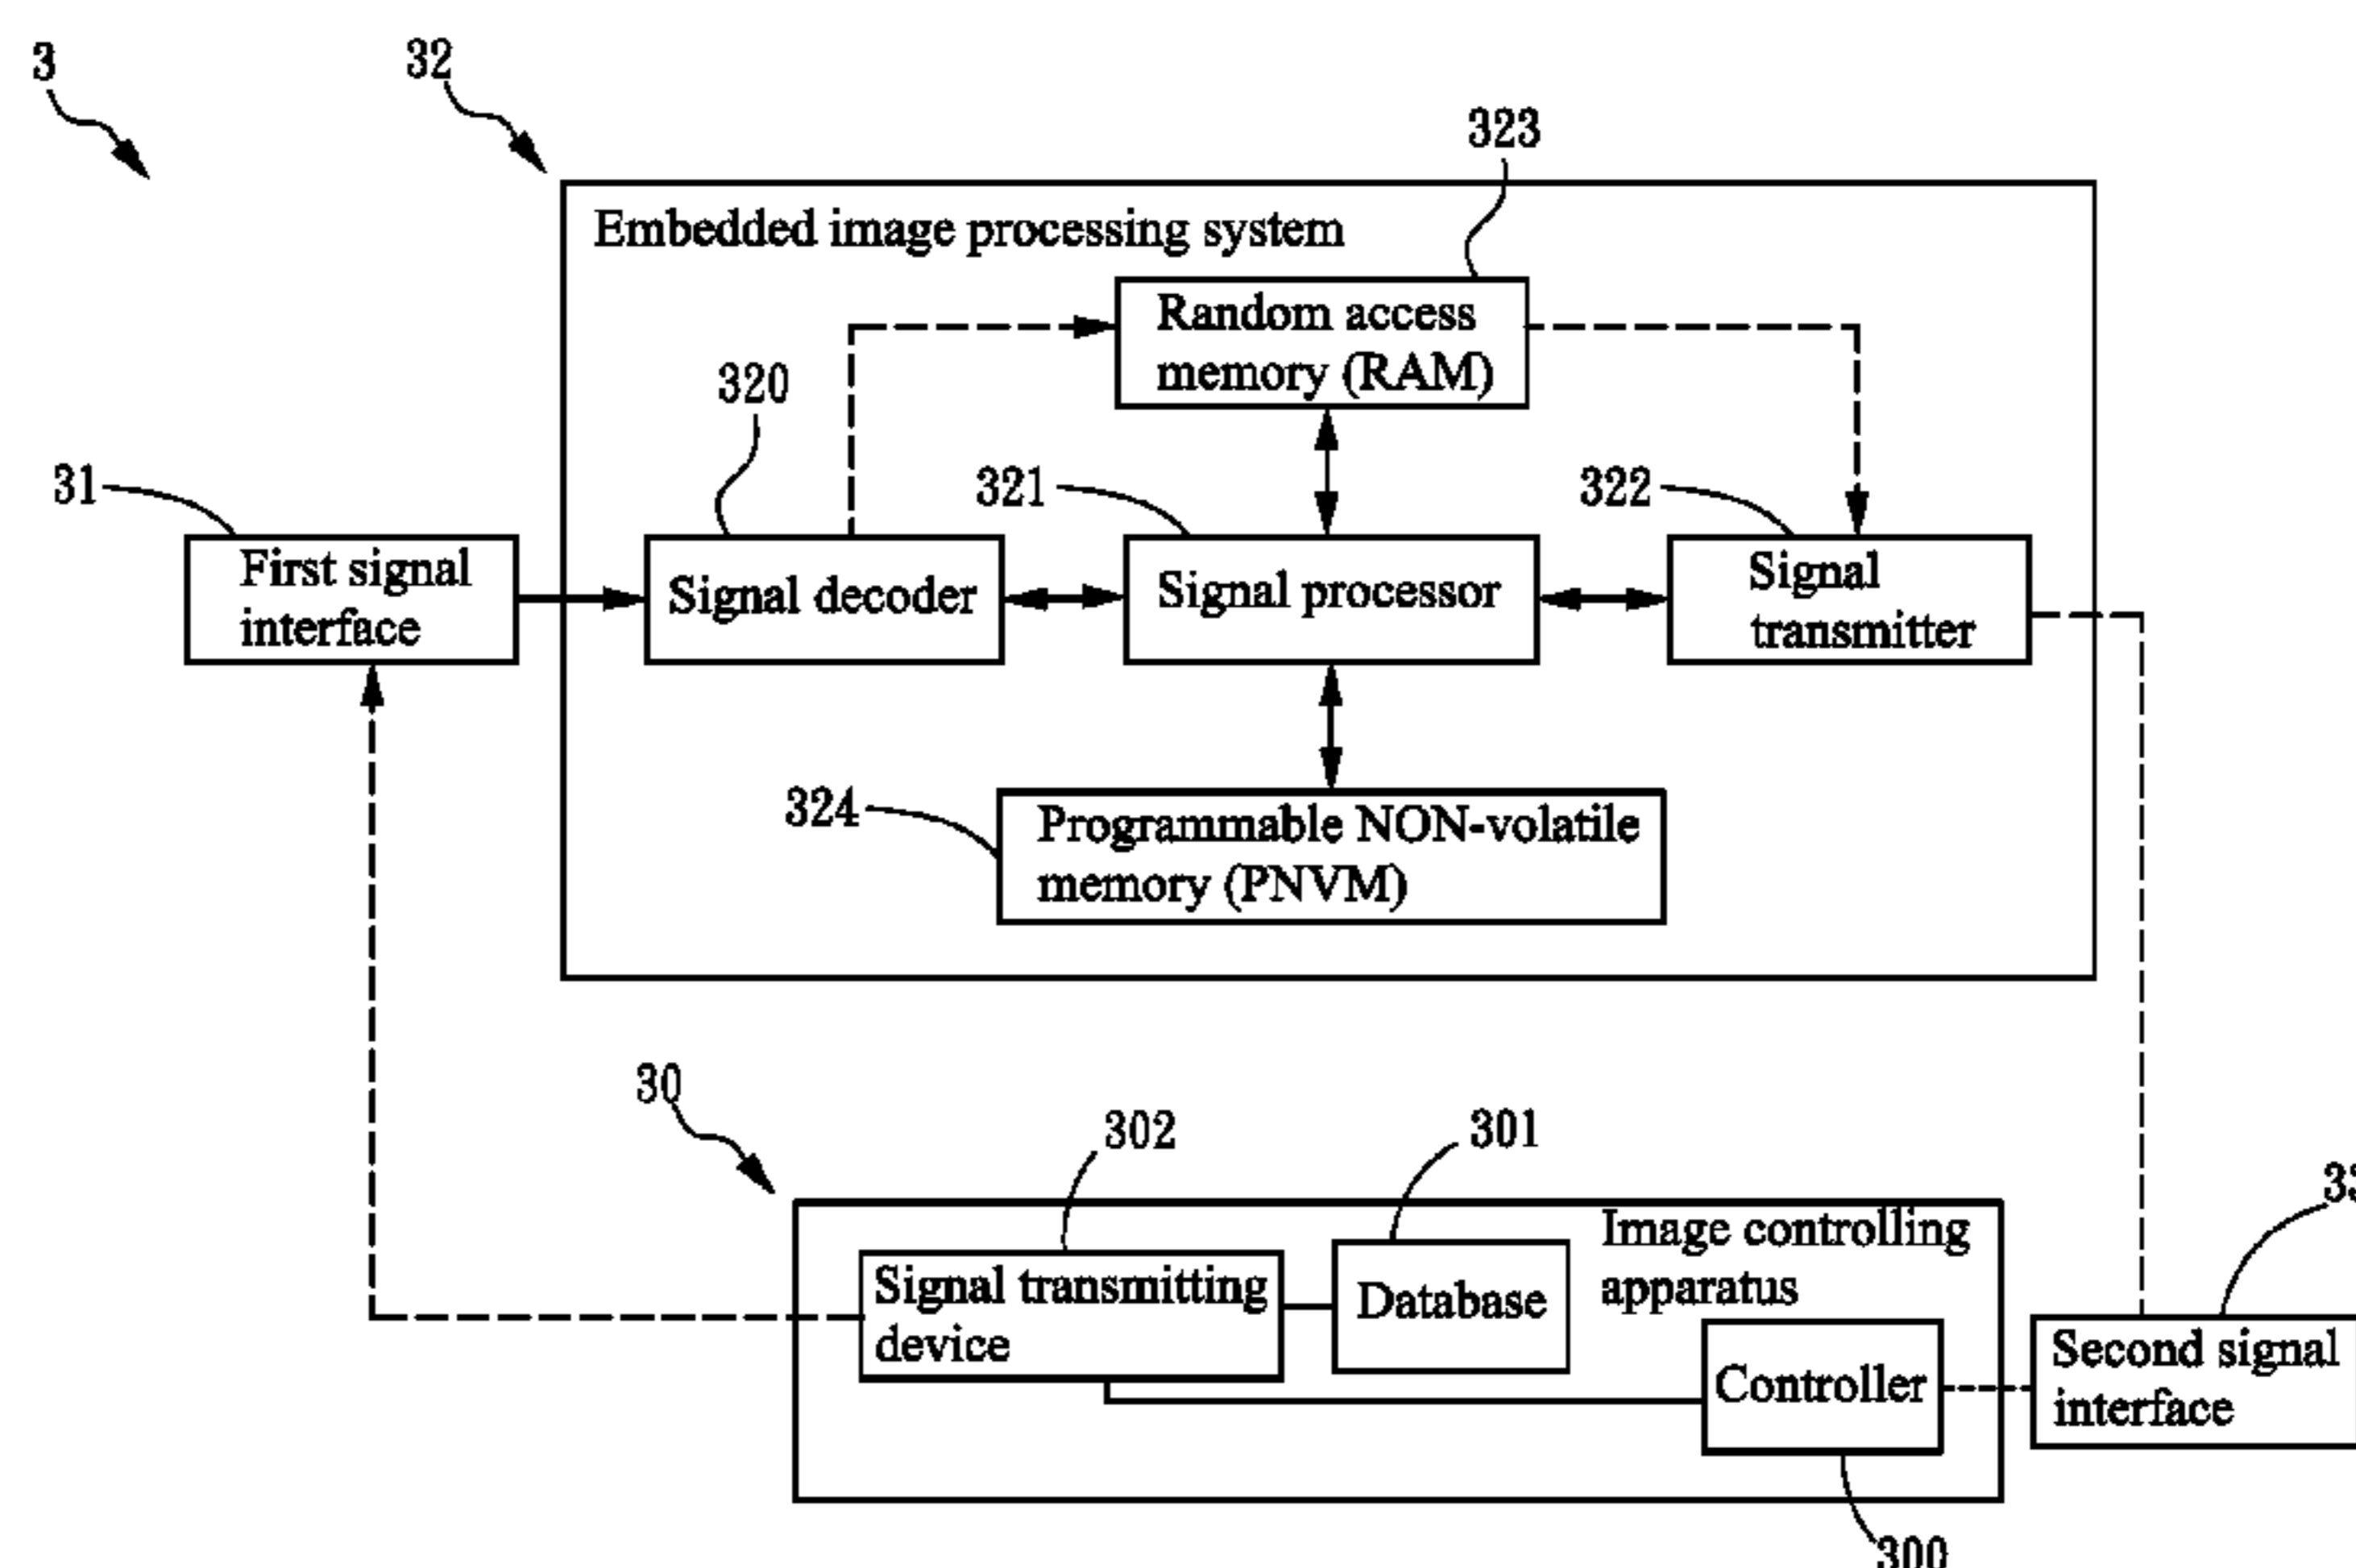 3
32
323
Embedded image processing system
Random access
memory (RAM)
320
31
321
322
First signal
interface
Signal decoder
Signal processor
Signal
transmitter
324
Programmable NON-volatile
memory (PNVM)
30
302
301
Image controlling
apparatus
Signal transmitting
device
Database
Controller
Second signal
interface
300